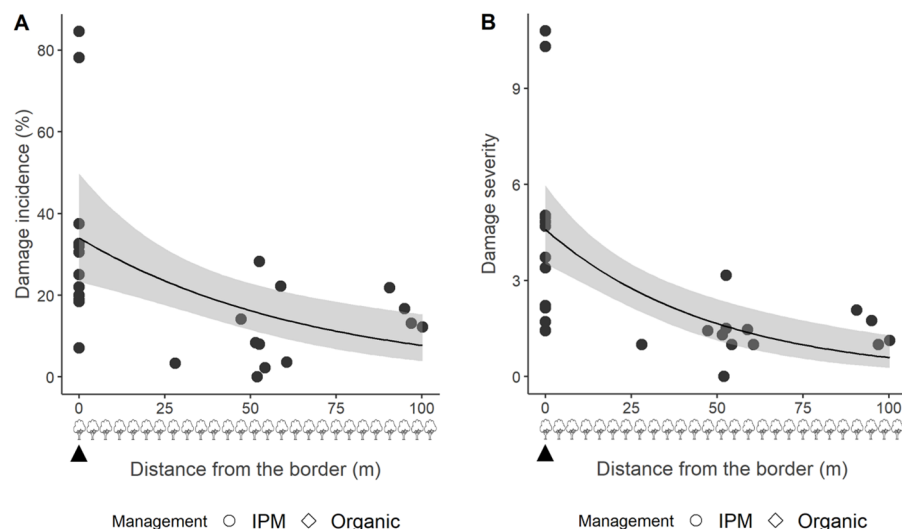 A
Damage incidence (%)
80
60
40
20
0
0 25 50 75 100
Distance from the border (m)
Management IPM Organic
B
Damage severity
9
6
3
0
0 25 50 75 100
Distance from the border (m)
Management IPM Organic